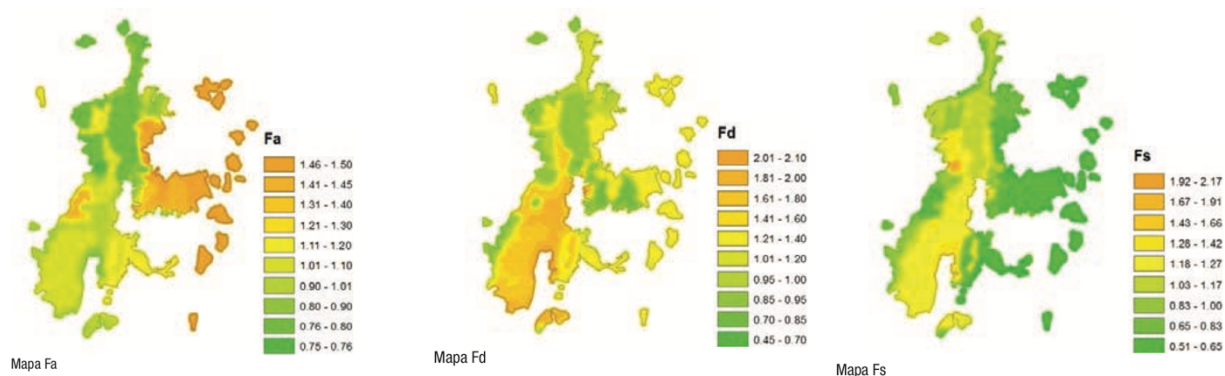 Fa
1.46 - 1.50
1.41 - 1.45
1.31 - 1.40
1.21 - 1.30
1.11 - 1.20
1.01 - 1.10
0.90 - 1.01
0.80 - 0.90
0.76 - 0.80
0.75 - 0.76
Mapa Fa
Fd
2.01 - 2.10
1.81 - 2.00
1.61 - 1.80
1.41 - 1.60
1.21 - 1.40
1.01 - 1.20
0.95 - 1.00
0.85 - 0.95
0.70 - 0.85
0.45 - 0.70
Mapa Fd
Fs
1.92 - 2.17
1.67 - 1.91
1.43 - 1.66
1.28 - 1.42
1.18 - 1.27
1.03 - 1.17
0.83 - 1.00
0.65 - 0.83
0.51 - 0.65
Mapa Fs